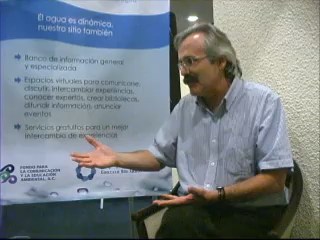 El agua es dinámica,
nuestro sitio también
Banco de información general
y especializada
Espacios virtuales para comunicarse,
discutir, intercambiar experiencias,
conocer expertos, crear bibliotecas,
difundir información, anunciar
eventos
Servicios gratuitos para un mejor
intercambio de experiencias
FONDO PARA
LA COMUNICACIÓN
Y LA EDUCACIÓN
AMBIENTAL, A.C.